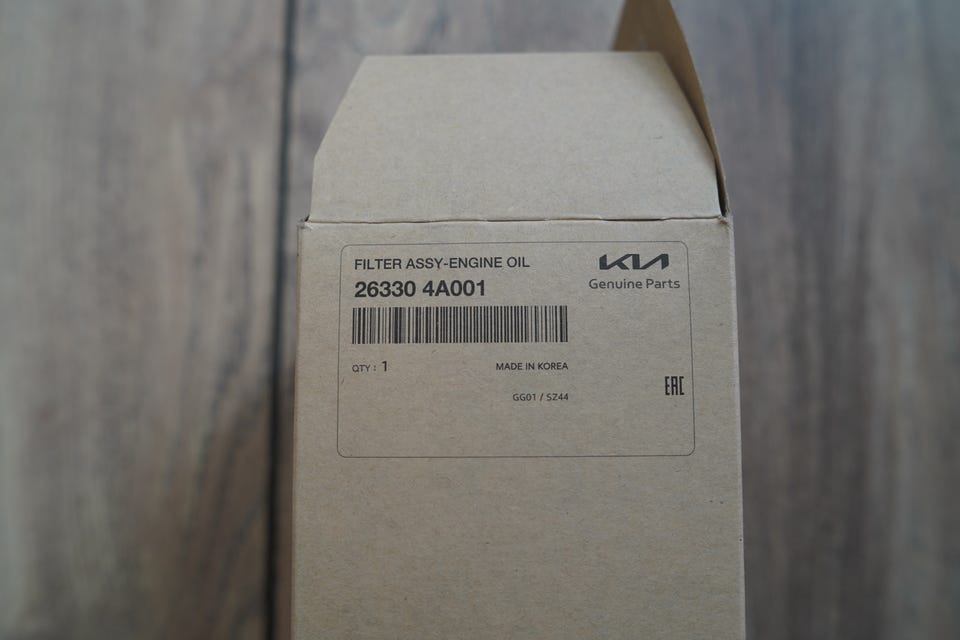 FILTER ASSY-ENGINE OIL
26330 4A001
KIA
Genuine Parts
QTY : 1
MADE IN KOREA
GG01 / SZ44
EAC